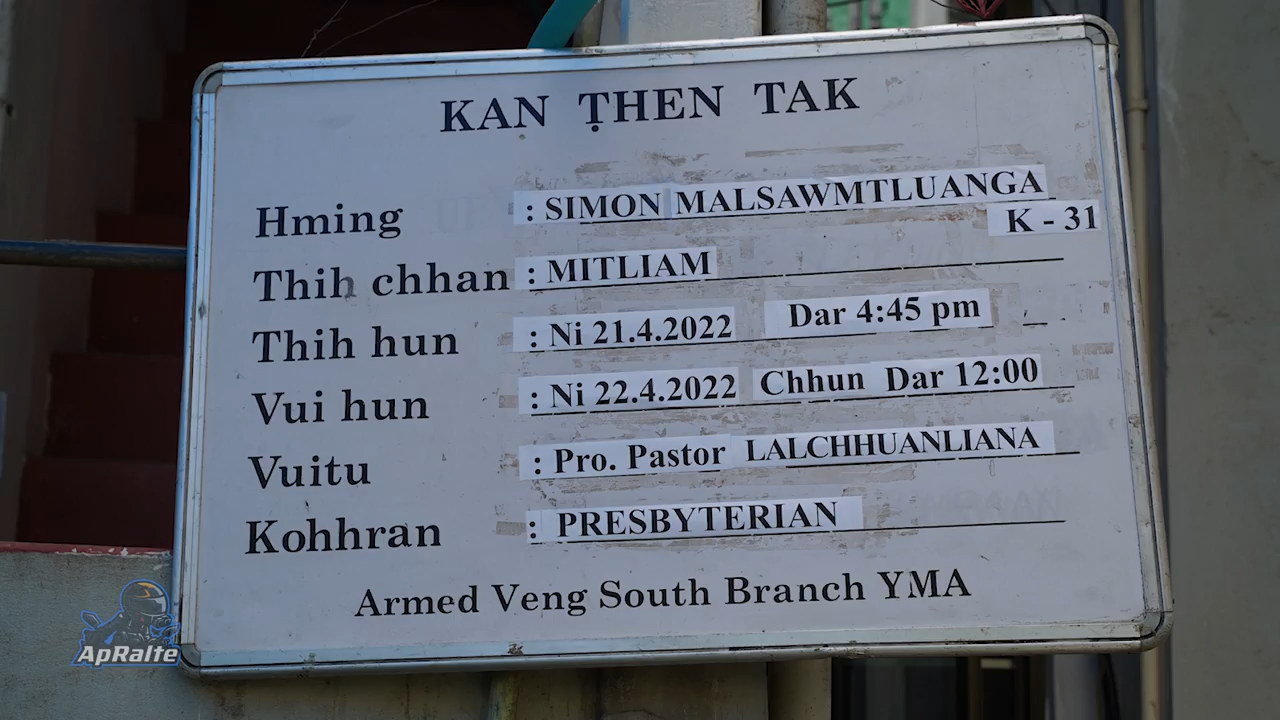 KAN ṬHEN TAK
Hming : SIMON MALSAWMTLUANGA
K - 31
Thih chhan : MITLIAM
Thih hun : Ni 21.4.2022 Dar 4:45 pm
Vui hun : Ni 22.4.2022 Chhun Dar 12:00
Vuitu : Pro. Pastor LALCHHUANLIANA
Kohhran : PRESBYTERIAN
Armed Veng South Branch YMA
ApRalte